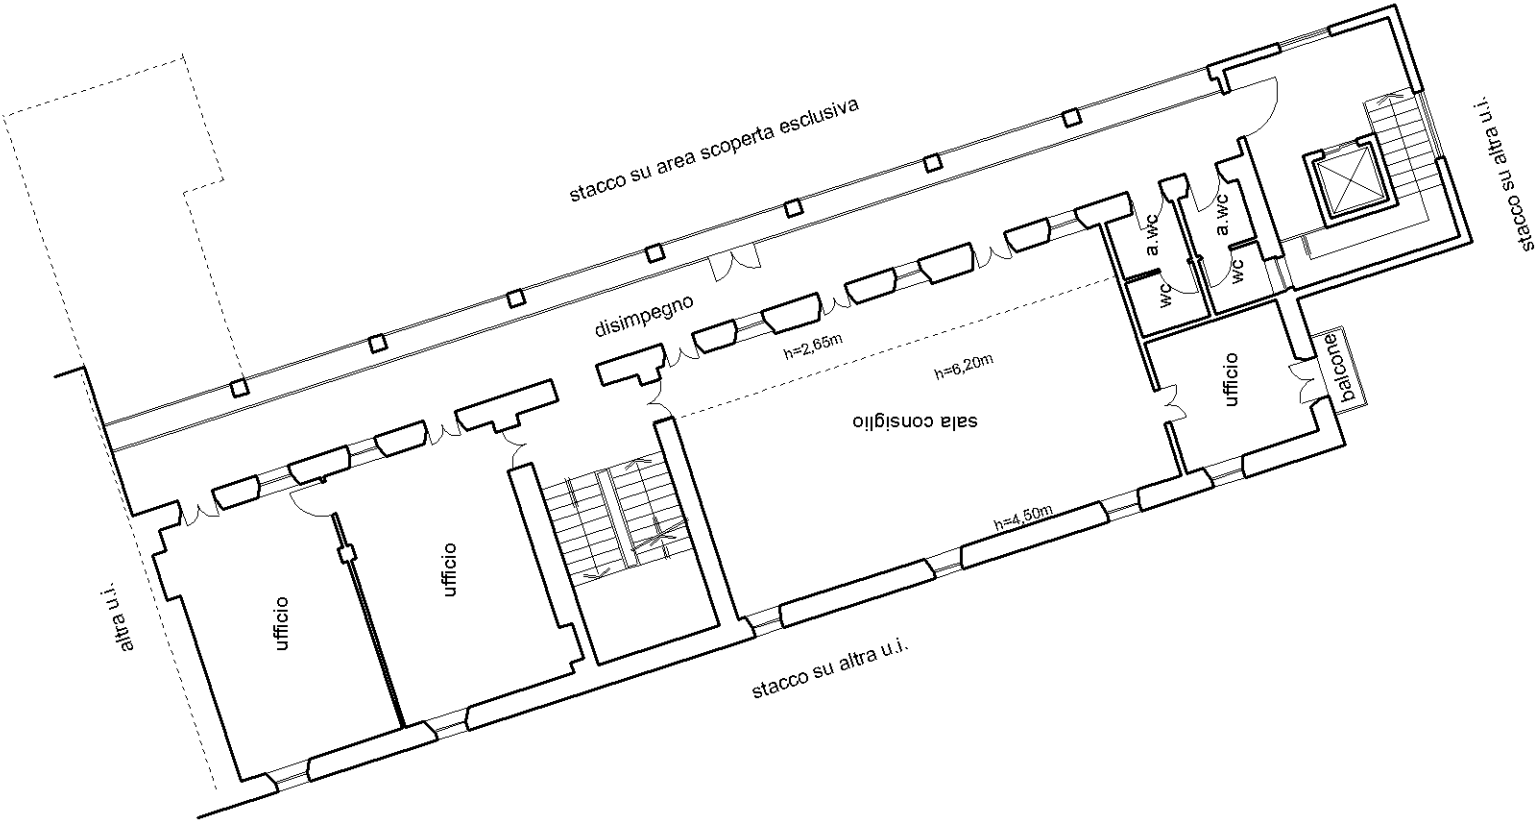 stacco su area scoperta esclusiva
stacco su altra u.i.
a.wc
a.wc
wc
wc
disimpegno
h=2,65m
h=6,20m
sala consiglio
ufficio
balcone
h=4,50m
ufficio
ufficio
altra u.i.
stacco su altra u.i.